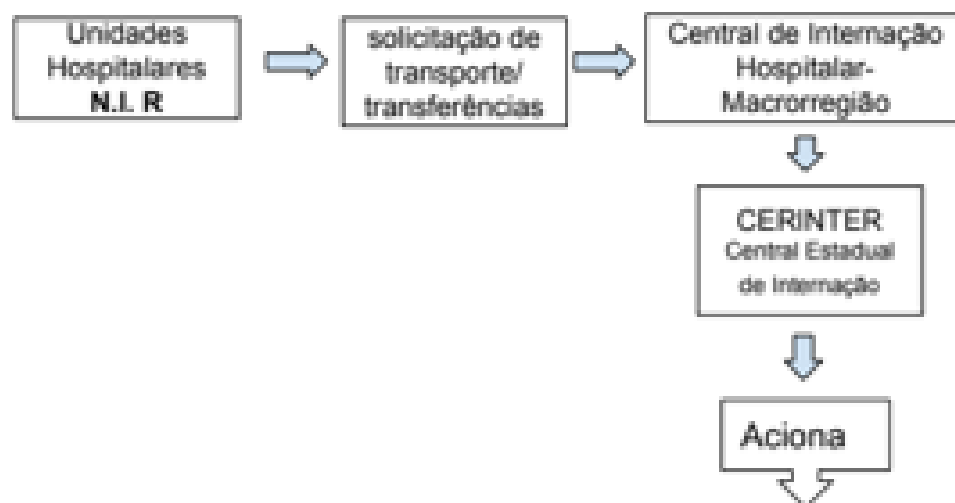 Unidades
Hospitalares
N.I. R
solicitação de
transporte/
transferências
Central de Internação
Hospitalar-
Macrorregião
CERINTER
Central Estadual
de Internação
Aciona